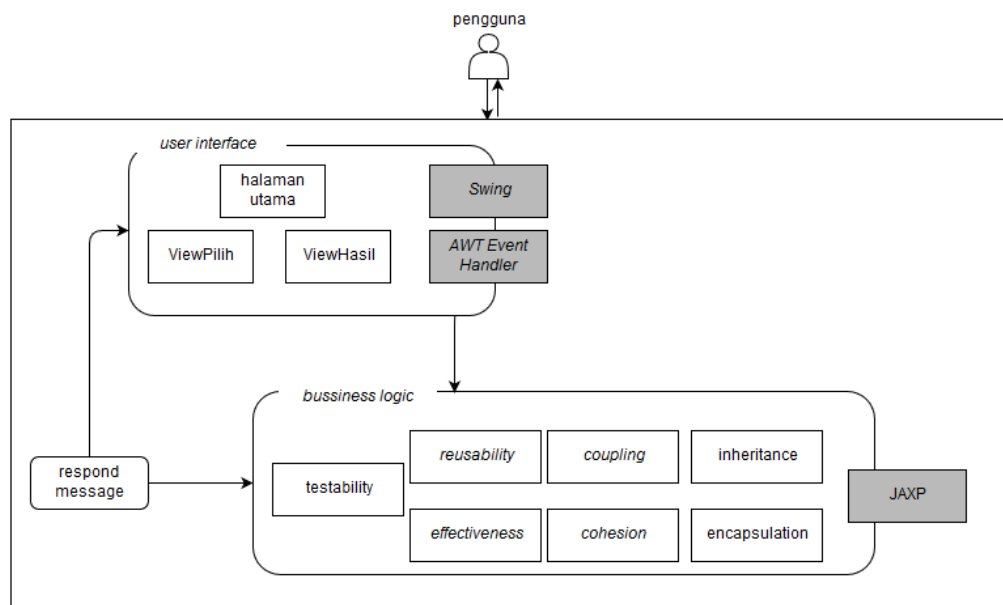 pengguna
user interface
halaman
utama
Swing
ViewPilih
ViewHasil
AWT Event
Handler
bussiness logic
respond
message
testability
reusability
coupling
inheritance
JAXP
effectiveness
cohesion
encapsulation